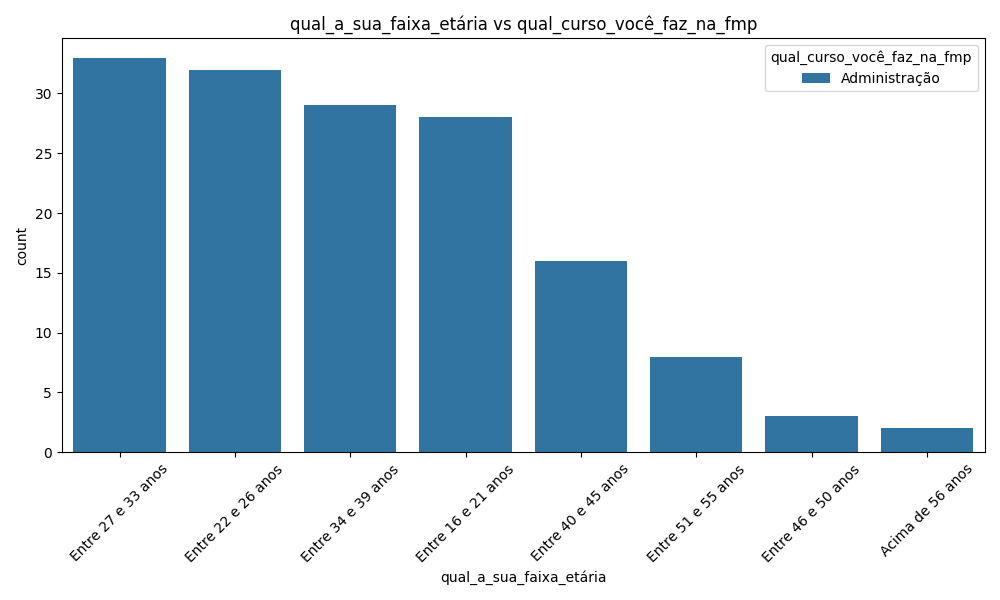 qual_a_sua_faixa_etária vs qual_curso_você_faz_na_fmp
qual_curso_você_faz_na_fmp
Administração
count
30
25
20
15
10
5
0
Entre 27 e 33 anos
Entre 22 e 26 anos
Entre 34 e 39 anos
Entre 16 e 21 anos
Entre 40 e 45 anos
Entre 51 e 55 anos
Entre 46 e 50 anos
Acima de 56 anos
qual_a_sua_faixa_etária